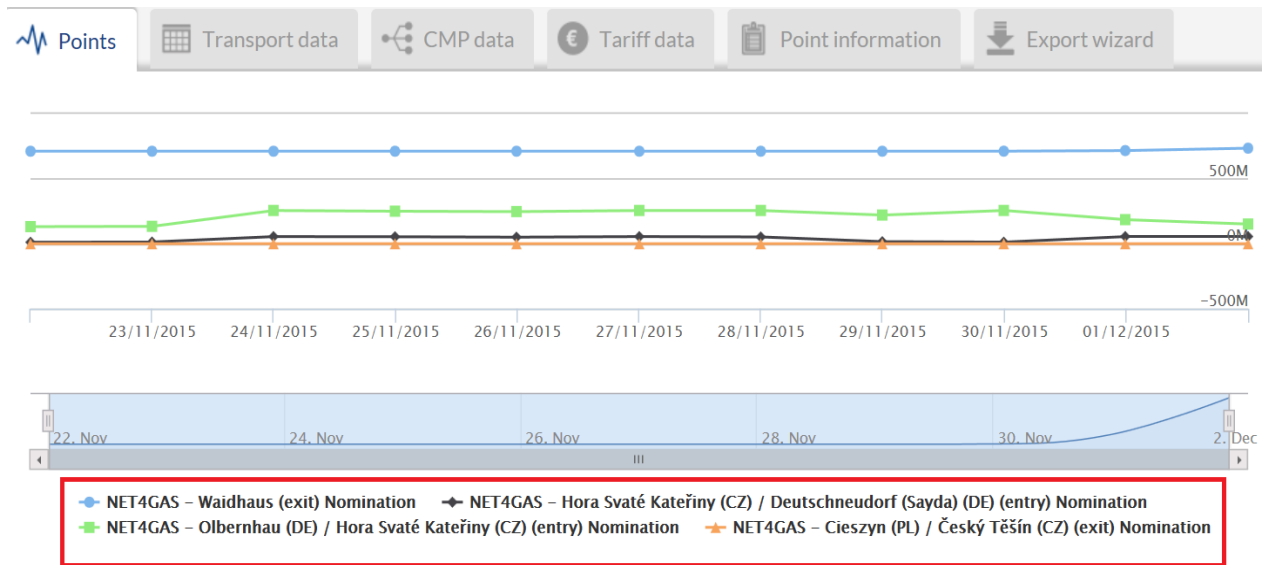 Points Transport data CMP data Tariff data Point information Export wizard
500M
0M
-500M
23/11/2015 24/11/2015 25/11/2015 26/11/2015 27/11/2015 28/11/2015 29/11/2015 30/11/2015 01/12/2015
22. Nov 24. Nov 26. Nov 28. Nov 30. Nov 2. Dec
NET4GAS – Waidhaus (exit) Nomination NET4GAS – Hora Svaté Kateřiny (CZ) / Deutschneudorf (Sayda) (DE) (entry) Nomination
NET4GAS – Olbernhau (DE) / Hora Svaté Kateřiny (CZ) (entry) Nomination NET4GAS – Cieszyn (PL) / Český Těšín (CZ) (exit) Nomination